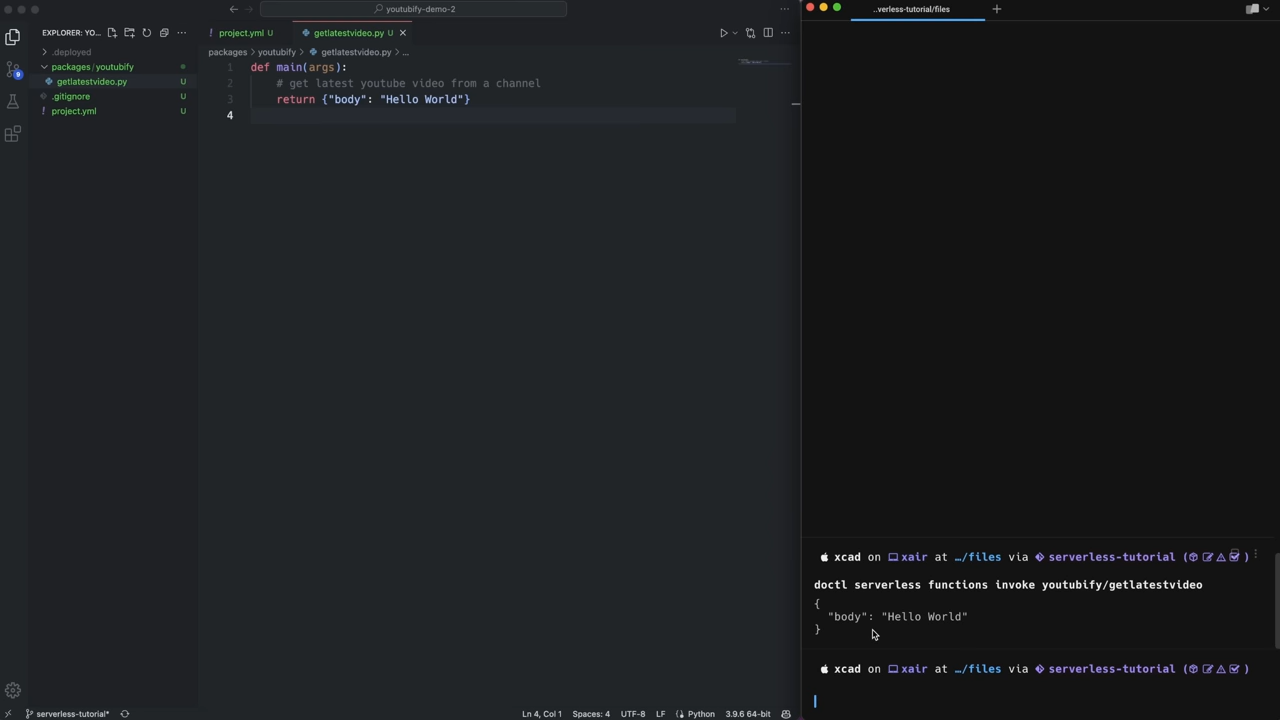 youtubify-demo-2
..verless-tutorial/files
EXPLORER: YO...
project.yml U
getlatestvideo.py U
.deployed
packages / youtubify
getlatestvideo.py U
.gitignore U
project.yml U
9
packages > youtubify > getlatestvideo.py > ...
1 def main(args):
2 # get latest youtube video from a channel
3 return {"body": "Hello World"}
4
xcad on xair at …/files via serverless-tutorial ( )
doctl serverless functions invoke youtubify/getlatestvideo
{
"body": "Hello World"
}
xcad on xair at …/files via serverless-tutorial ( )
serverless-tutorial*
Ln 4, Col 1 Spaces: 4 UTF-8 LF Python 3.9.6 64-bit